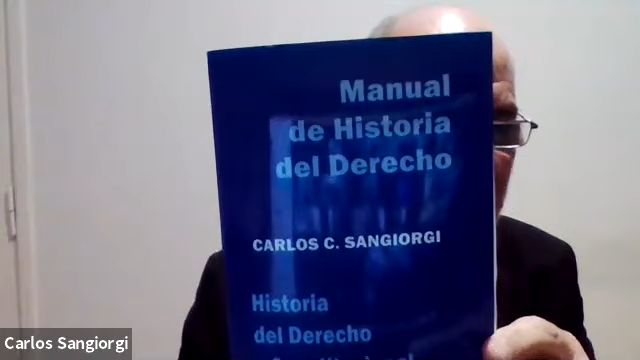 Manual
de Historia
del Derecho
CARLOS C. SANGIORGI
Historia
del Derecho
Carlos Sangiorgi